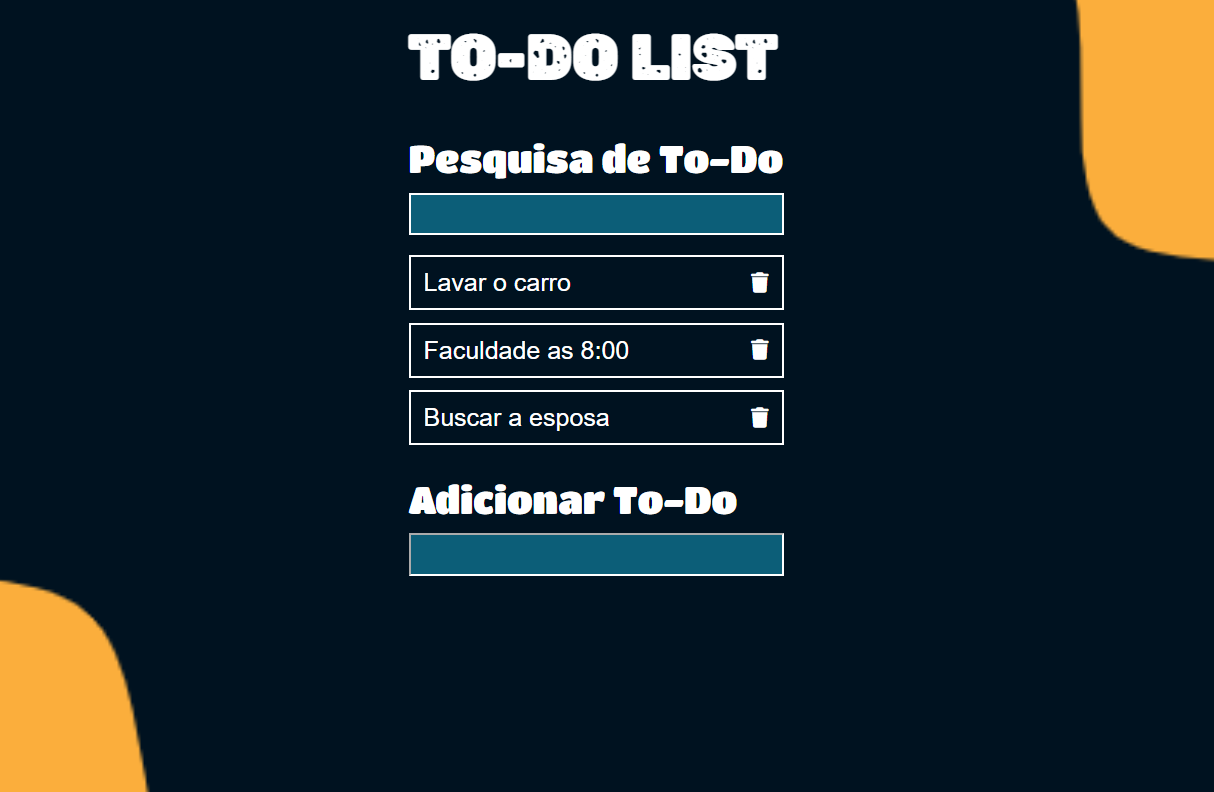 TO-DO LIST
Pesquisa de To-Do
Lavar o carro
Faculdade as 8:00
Buscar a esposa
Adicionar To-Do